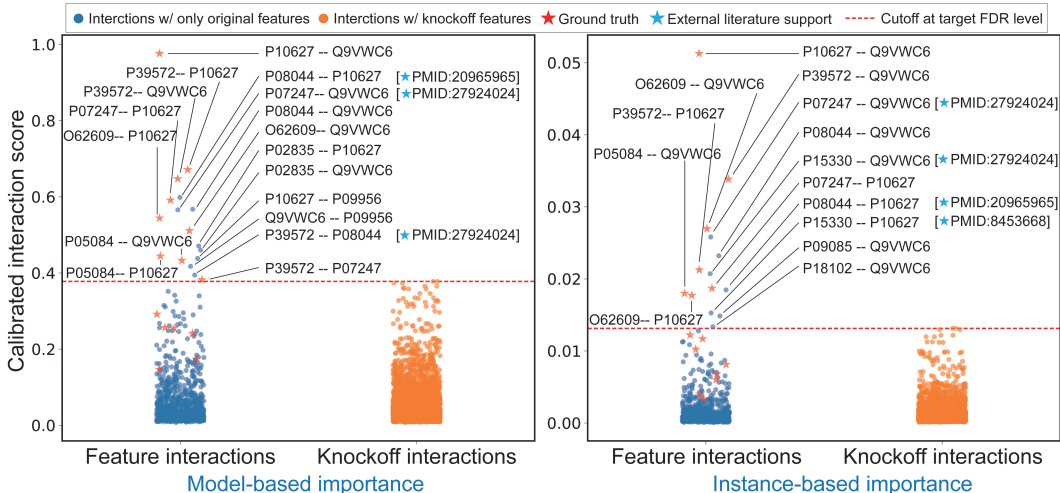 Interctions w/ only original features Interctions w/ knockoff features Ground truth External literature support Cutoff at target FDR level
Calibrated interaction score
1.0
0.8
0.6
0.4
0.2
0.0
P10627 -- Q9VWC6
P39572-- P10627
P08044 -- P10627 [PMID:20965965]
P39572-- Q9VWC6
P07247-- Q9VWC6 [PMID:27924024]
P07247 -- P10627
P08044 -- Q9VWC6
O62609-- P10627
O62609-- Q9VWC6
P02835 -- P10627
P02835 -- Q9VWC6
P10627 -- P09956
Q9VWC6 -- P09956
P05084 -- Q9VWC6
P39572 -- P08044 [PMID:27924024]
P05084-- P10627
P39572 -- P07247
Feature interactions
Knockoff interactions
Model-based importance
0.05
0.04
0.03
0.02
0.01
0.00
P10627 -- Q9VWC6
O62609 -- Q9VWC6
P39572 -- Q9VWC6
P39572-- P10627
P07247 -- Q9VWC6 [PMID:27924024]
P08044 -- Q9VWC6
P05084 -- Q9VWC6
P15330 -- Q9VWC6 [PMID:27924024]
P07247-- P10627
P08044 -- P10627 [PMID:20965965]
P15330 -- P10627 [PMID:8453668]
P09085 -- Q9VWC6
P18102 -- Q9VWC6
O62609-- P10627
Feature interactions
Knockoff interactions
Instance-based importance